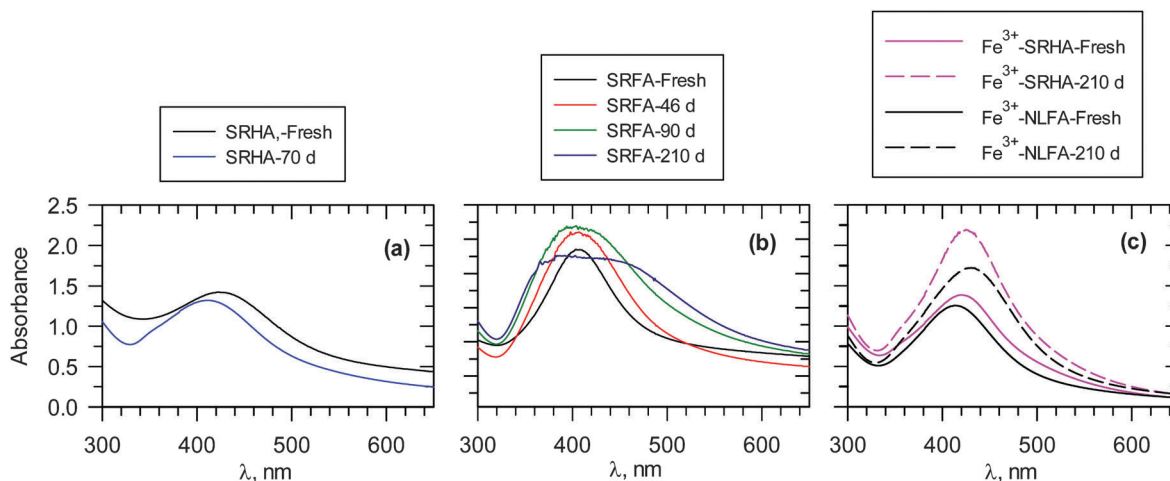 SRHA,-Fresh
SRHA-70 d
SRFA-Fresh
SRFA-46 d
SRFA-90 d
SRFA-210 d
Fe3+-SRHA-Fresh
Fe3+-SRHA-210 d
Fe3+-NLFA-Fresh
Fe3+-NLFA-210 d
Absorbance
2.5
2.0
1.5
1.0
0.5
0.0
(a)
(b)
(c)
300 400 500 600
300 400 500 600
300 400 500 600
λ, nm
λ, nm
λ, nm